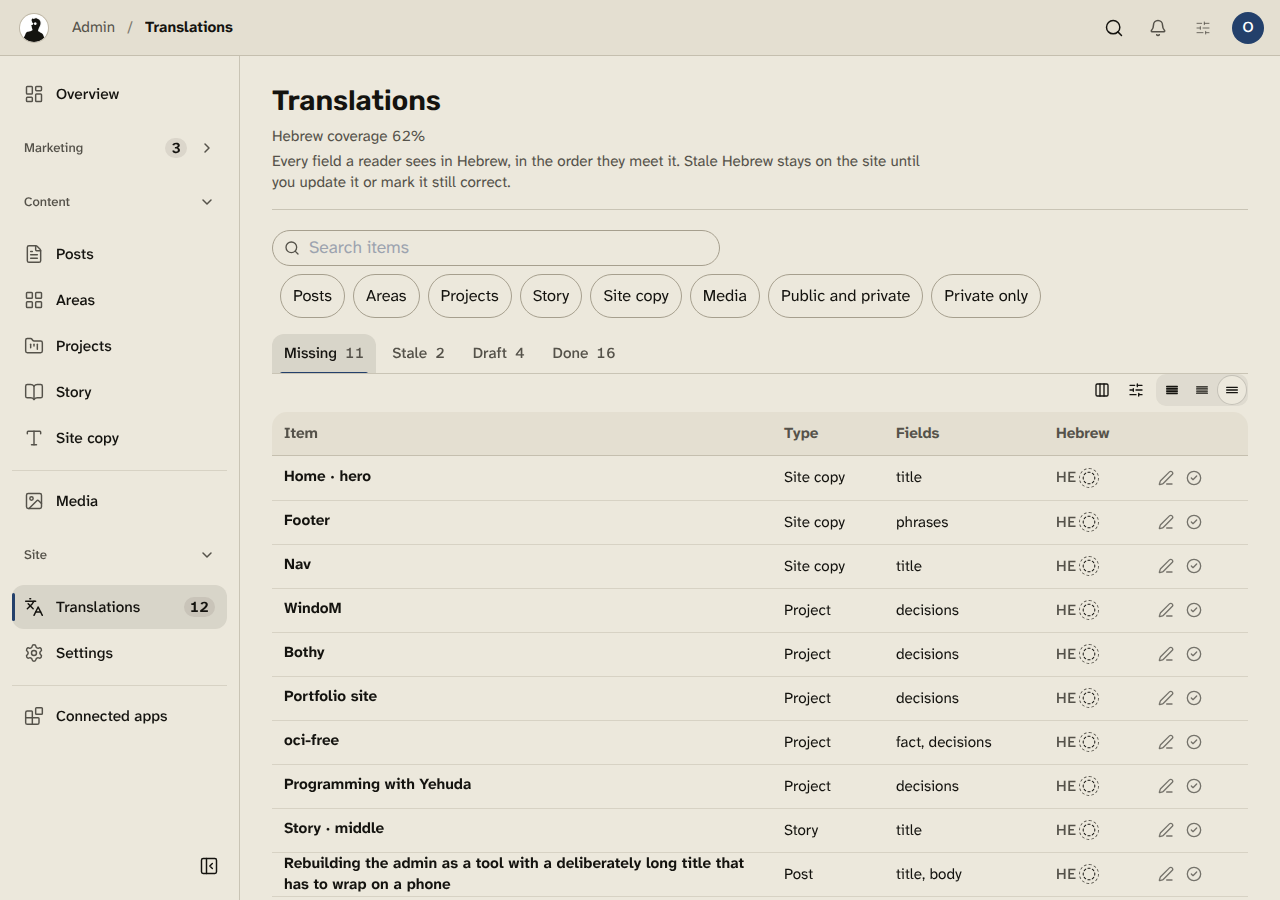 Admin / Translations
O
Overview
Marketing 3
Content
Posts
Areas
Projects
Story
Site copy
Media
Site
Translations 12
Settings
Connected apps
Translations
Hebrew coverage 62%
Every field a reader sees in Hebrew, in the order they meet it. Stale Hebrew stays on the site until
you update it or mark it still correct.
Search items
Posts Areas Projects Story Site copy Media Public and private Private only
Missing 11 Stale 2 Draft 4 Done 16
Item Type Fields Hebrew
Home · hero Site copy title HE
Footer Site copy phrases HE
Nav Site copy title HE
WindoM Project decisions HE
Bothy Project decisions HE
Portfolio site Project decisions HE
oci-free Project fact, decisions HE
Programming with Yehuda Project decisions HE
Story · middle Story title HE
Rebuilding the admin as a tool with a deliberately long title that
has to wrap on a phone Post title, body HE